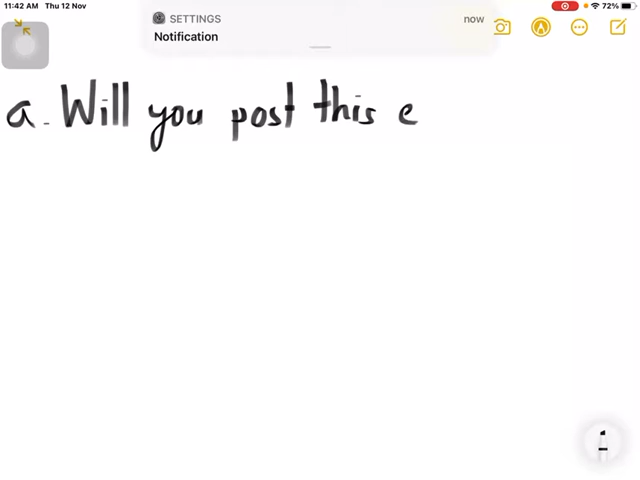 11:42 AM Thu 12 Nov
72%
SETTINGS
now
Notification
a. Will you post this e